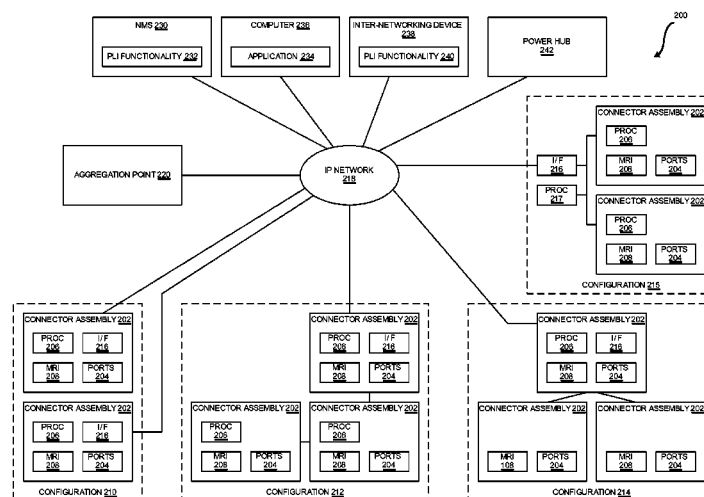 200
NMS 230
PLI FUNCTIONALITY 232
COMPUTER 236
APPLICATION 234
INTER-NETWORKING DEVICE
238
PLI FUNCTIONALITY 240
POWER HUB
242
AGGREGATION POINT 220
IP NETWORK
218
I/F
216
PROC
217
CONNECTOR ASSEMBLY 202
PROC
206
MRI
208
PORTS
204
CONNECTOR ASSEMBLY 202
PROC
206
MRI
208
PORTS
204
CONFIGURATION 215
CONNECTOR ASSEMBLY 202
PROC
206
I/F
216
MRI
208
PORTS
204
CONNECTOR ASSEMBLY 202
PROC
206
I/F
216
MRI
208
PORTS
204
CONFIGURATION 210
CONNECTOR ASSEMBLY 202
PROC
206
I/F
216
MRI
208
PORTS
204
CONNECTOR ASSEMBLY 202
PROC
206
MRI
208
PORTS
204
CONNECTOR ASSEMBLY 202
PROC
206
MRI
208
PORTS
204
CONFIGURATION 212
CONNECTOR ASSEMBLY 202
PROC
206
I/F
216
MRI
208
PORTS
204
CONNECTOR ASSEMBLY 202
MRI
108
PORTS
204
CONNECTOR ASSEMBLY 202
MRI
208
PORTS
204
CONFIGURATION 214